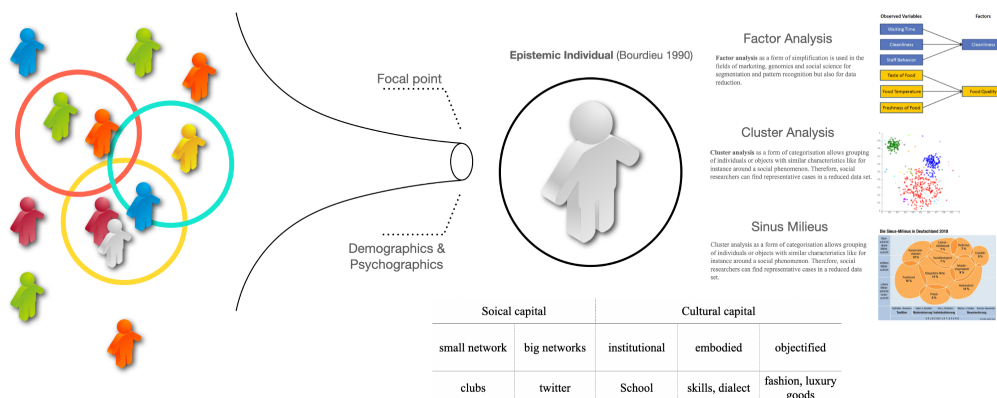 Focal point
Demographics &
Psychographics
Epistemic Individual (Bourdieu 1990)
Factor Analysis
Factor analysis as a form of simplification is used in the
fields of marketing, genomics and social science for
segmentation and pattern recognition but also for data
reduction.
Cluster Analysis
Cluster analysis as a form of categorisation allows grouping
of individuals or objects with similar characteristics like for
instance around a social phenomenon. Therefore, social
researchers can find representative cases in a reduced data set.
Sinus Milieu
Cluster analysis as a form of categorisation allows grouping
of individuals or objects with similar characteristics like for
instance around a social phenomenon. Therefore, social
researchers can find representative cases in a reduced data
set.
Observed Variables Factors
Waiting Time
Cleanliness Cleanliness
Staff Behavior
Taste of Food
Food Temperature Food Quality
Freshness of Food
Die Sinus-Milieus in Deutschland 2018
Soical capital Cultural capital
small network big networks institutional embodied objectified
clubs twitter School skills, dialect fashion, luxury
goods